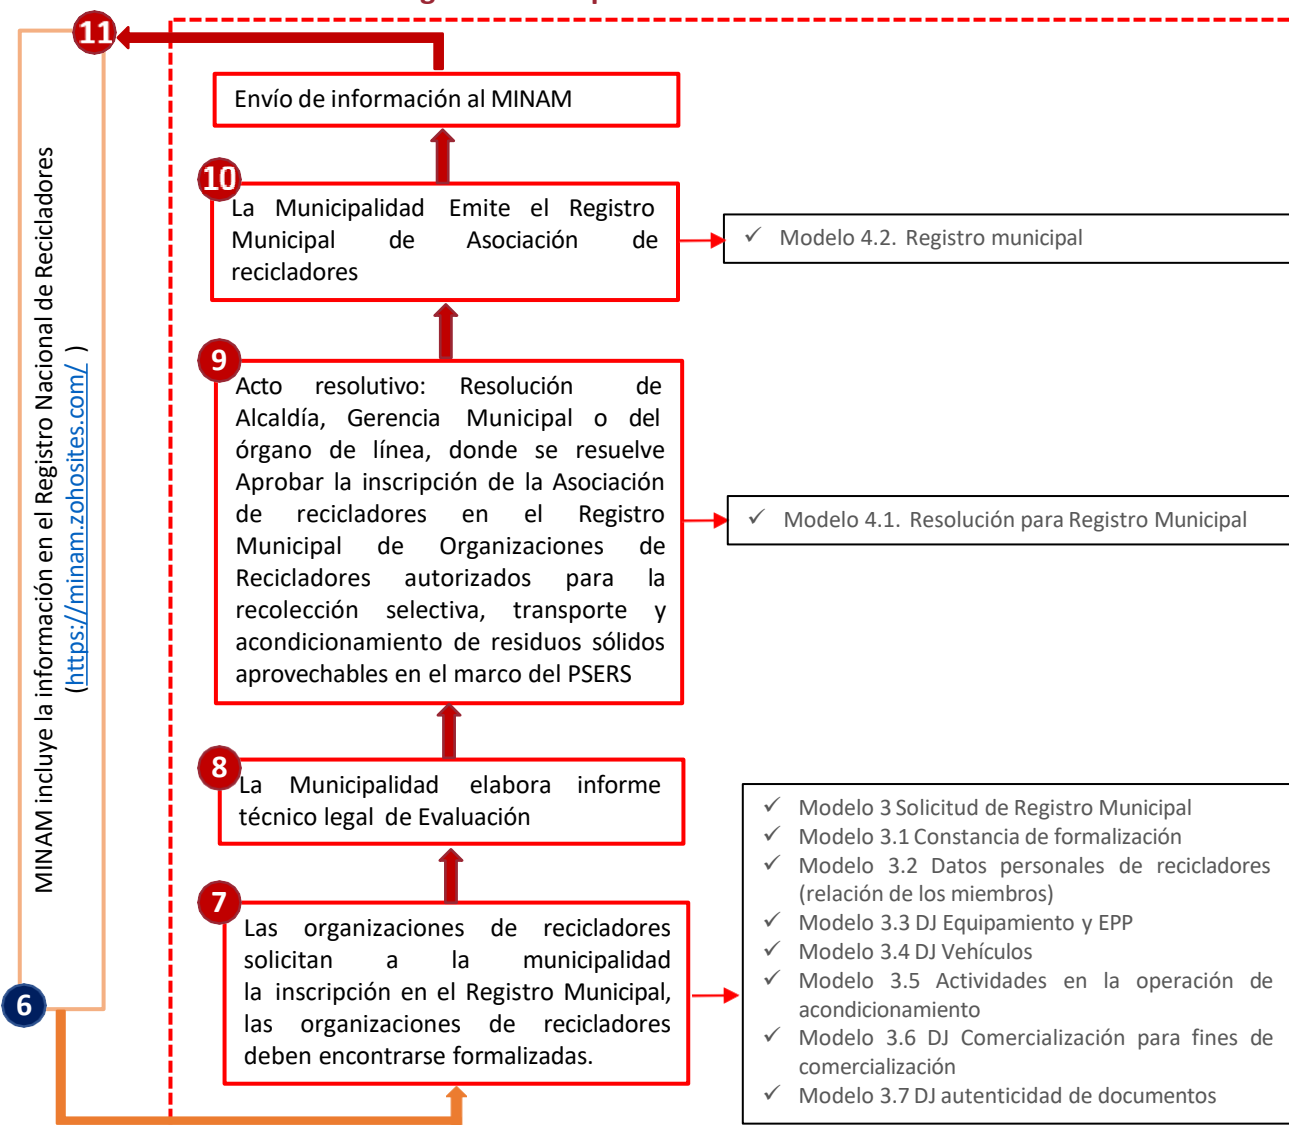 11
Envío de información al MINAM
10
La Municipalidad Emite el Registro
Municipal de Asociación de
recicladores
✓ Modelo 4.2. Registro municipal
9
Acto resolutivo: Resolución de
Alcaldía, Gerencia Municipal o del
órgano de línea, donde se resuelve
Aprobar la inscripción de la Asociación
de recicladores en el Registro
Municipal de Organizaciones de
Recicladores autorizados para la
recolección selectiva, transporte y
acondicionamiento de residuos sólidos
aprovechables en el marco del PSERS
✓ Modelo 4.1. Resolución para Registro Municipal
8
La Municipalidad elabora informe
técnico legal de Evaluación
7
Las organizaciones de recicladores
solicitan a la municipalidad
la inscripción en el Registro Municipal,
las organizaciones de recicladores
deben encontrarse formalizadas.
✓ Modelo 3 Solicitud de Registro Municipal
✓ Modelo 3.1 Constancia de formalización
✓ Modelo 3.2 Datos personales de recicladores
(relación de los miembros)
✓ Modelo 3.3 DJ Equipamiento y EPP
✓ Modelo 3.4 DJ Vehículos
✓ Modelo 3.5 Actividades en la operación de
acondicionamiento
✓ Modelo 3.6 DJ Comercialización para fines de
comercialización
✓ Modelo 3.7 DJ autenticidad de documentos
MINAM incluye la información en el Registro Nacional de Recicladores
(https://minam.zohosites.com/ )
6